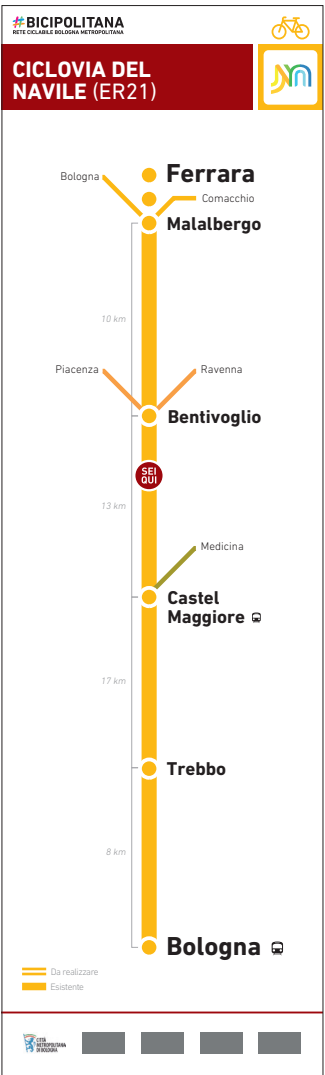 #BICIPOLITANA
RETE CICLABILE BOLOGNA METROPOLITANA
CICLOVIA DEL
NAVILE (ER21)
Ferrara
Bologna
Comacchio
Malalbergo
10 km
Piacenza
Ravenna
Bentivoglio
SEI
QUI
13 km
Medicina
Castel
Maggiore
17 km
Trebbo
8 km
Bologna
Da realizzare
Esistente
CITTÀ
METROPOLITANA
DI BOLOGNA